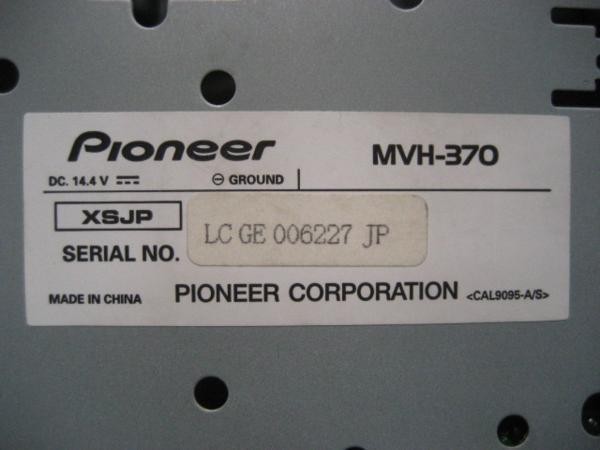 Pioneer MVH-370
DC. 14.4 V ⎓ ⊖ GROUND
XSJP
SERIAL NO. LC GE 006227 JP
MADE IN CHINA PIONEER CORPORATION <CAL9095-A/S>